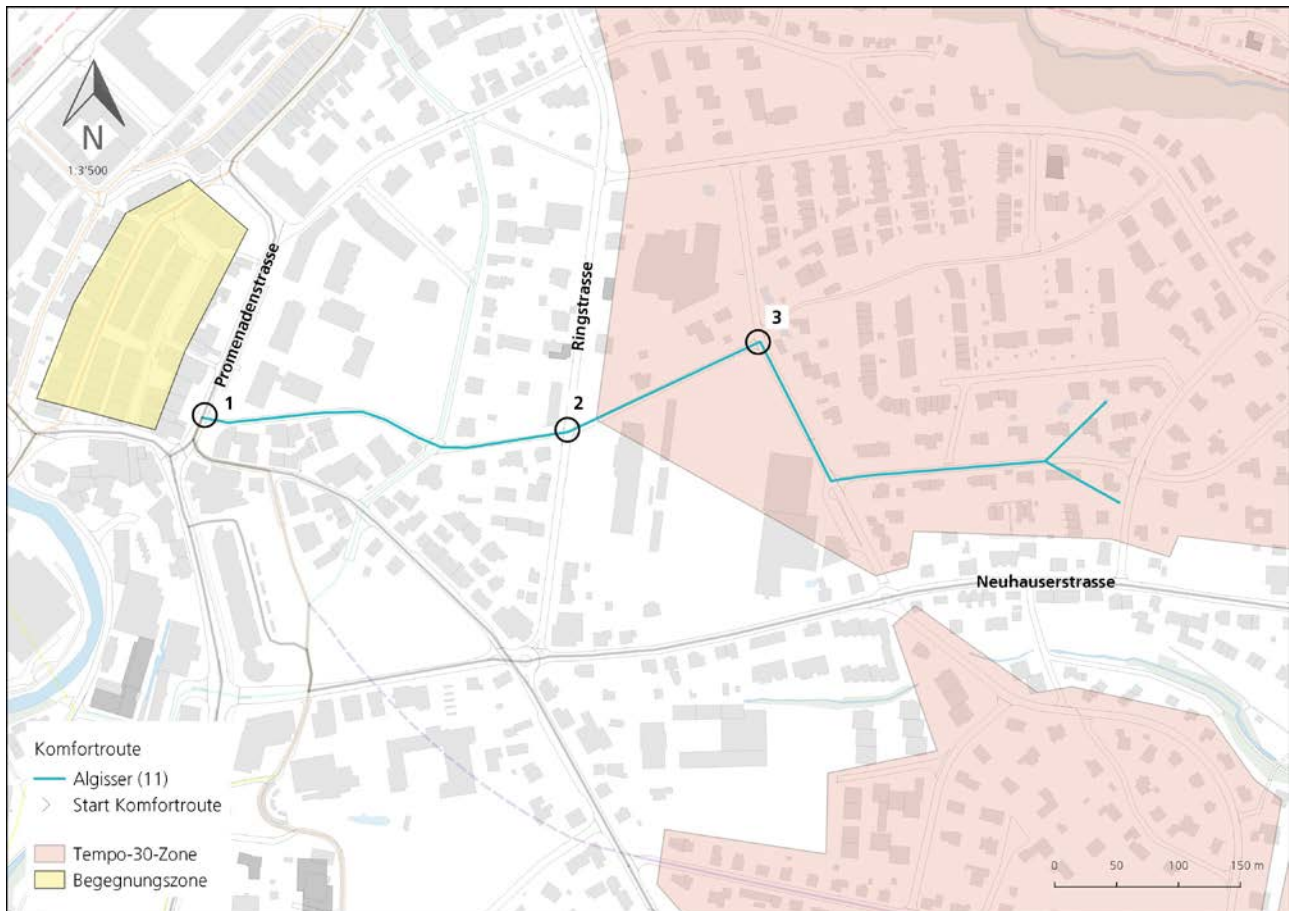 N
1:3'500
Promenadenstrasse
Ringstrasse
3
1
2
Neuhauserstrasse
Komfortroute
Algisser (11)
Start Komfortroute
Tempo-30-Zone
Begegnungszone
0 50 100 150 m